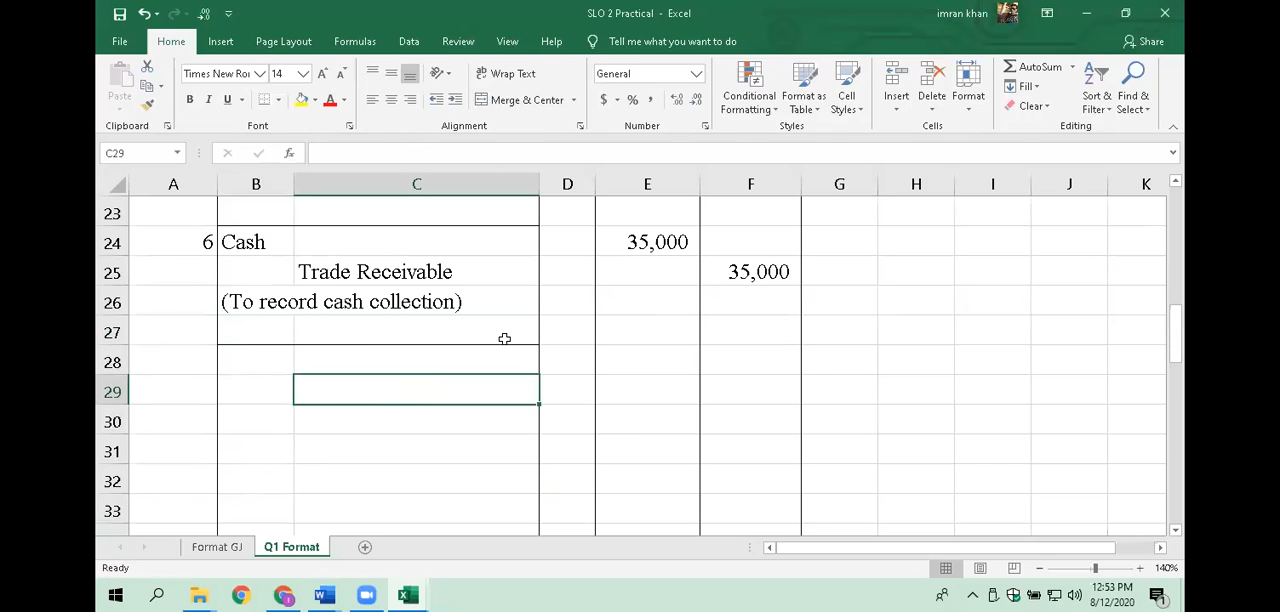 SLO 2 Practical - Excel
imran khan
File Home Insert Page Layout Formulas Data Review View Help Tell me what you want to do Share
Paste
Times New Ror 14
B I U
Wrap Text
Merge & Center
General
$ % ,
Conditional Formatting
Format as Table
Cell Styles
Insert
Delete
Format
AutoSum
Fill
Clear
Sort & Filter
Find & Select
Clipboard Font Alignment Number Styles Cells Editing
C29 fx
A B C D E F G H I J K
23
24 6 Cash 35,000
25 Trade Receivable 35,000
26 (To record cash collection)
27
28
29
30
31
32
33
Format GJ Q1 Format
Ready 140%
12:53 PM
8/12/2020